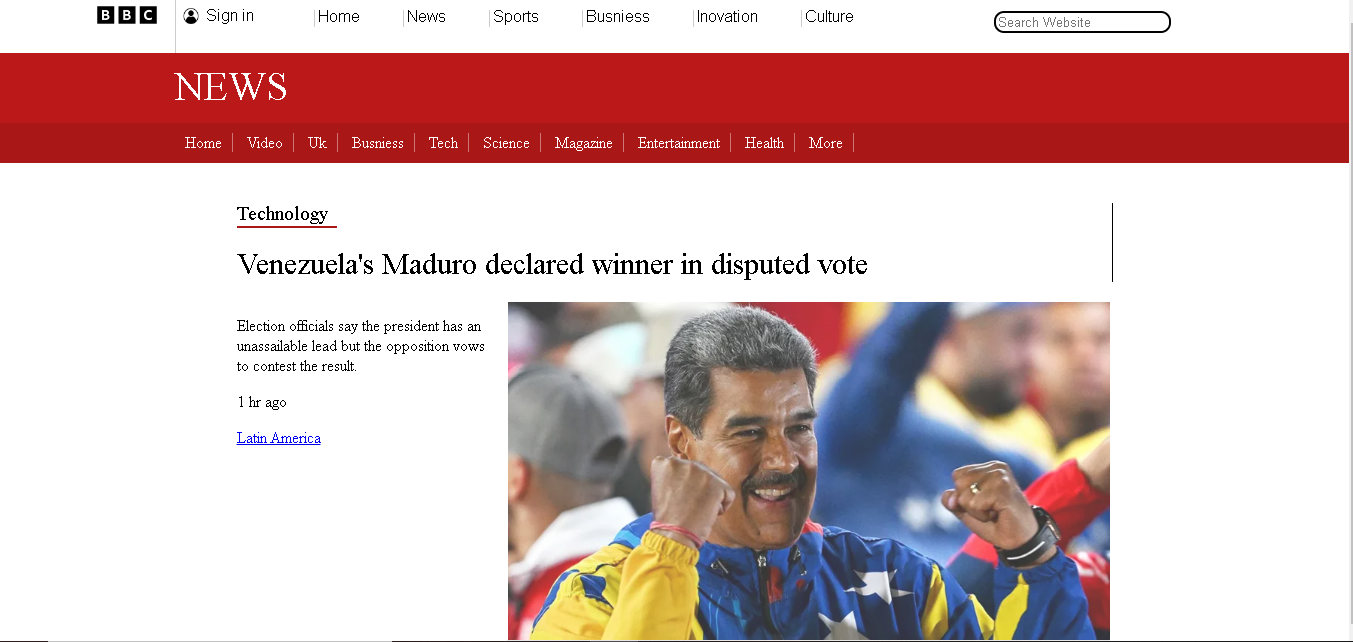 BBC Sign in Home News Sports Busniess Inovation Culture Search Website
NEWS
Home Video Uk Busniess Tech Science Magazine Entertainment Health More
Technology
Venezuela's Maduro declared winner in disputed vote
Election officials say the president has an
unassailable lead but the opposition vows
to contest the result.
1 hr ago
Latin America